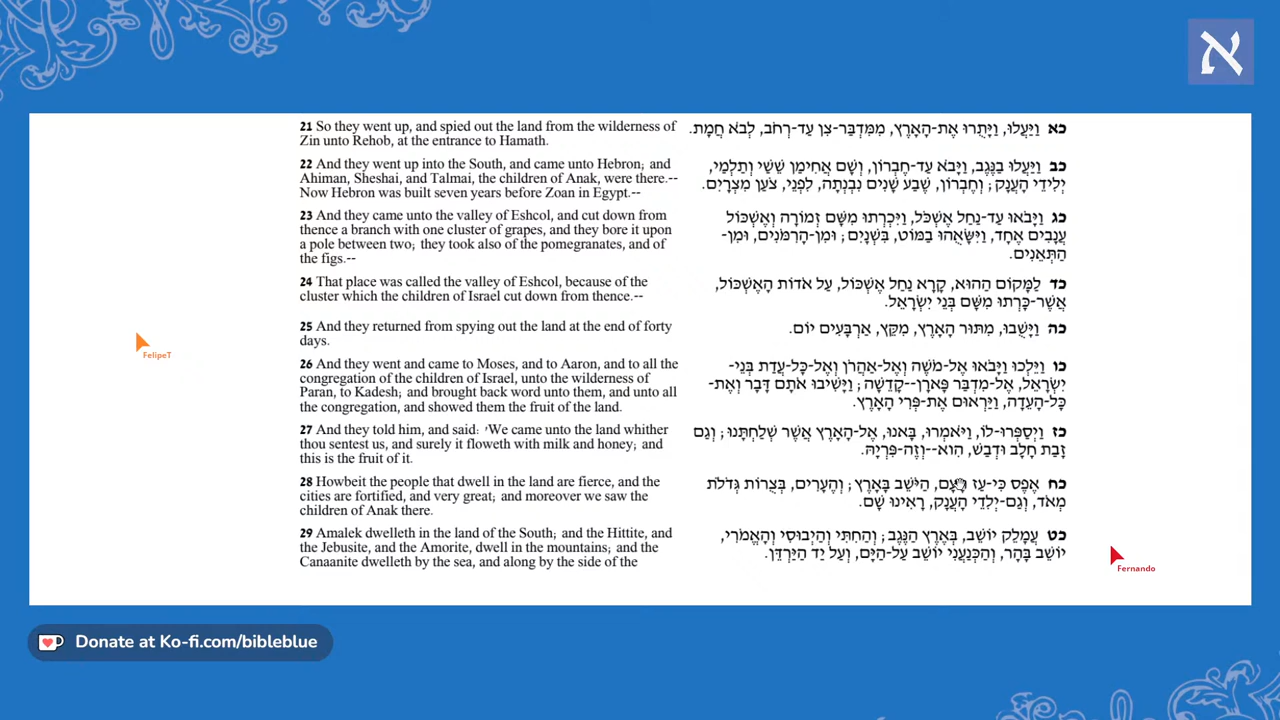 א
21 So they went up, and spied out the land from the wilderness of
Zin unto Rehob, at the entrance to Hamath.
כא וַיַּעֲלוּ, וַיָּתֻרוּ אֶת-הָאָרֶץ, מִמִּדְבַּר-צִן עַד-רְחֹב, לְבֹא חֲמָת.
22 And they went up into the South, and came unto Hebron; and
Ahiman, Sheshai, and Talmai, the children of Anak, were there.--
Now Hebron was built seven years before Zoan in Egypt.--
כב וַיַּעֲלוּ בַנֶּגֶב, וַיָּבֹא עַד-חֶבְרוֹן, וְשָׁם אֲחִימַן שֵׁשַׁי וְתַלְמַי,
יְלִידֵי הָעֲנָק; וְחֶבְרוֹן, שֶׁבַע שָׁנִים נִבְנְתָה, לִפְנֵי, צֹעַן מִצְרָיִם.
23 And they came unto the valley of Eshcol, and cut down from
thence a branch with one cluster of grapes, and they bore it upon
a pole between two; they took also of the pomegranates, and of
the figs.--
כג וַיָּבֹאוּ עַד-נַחַל אֶשְׁכֹּל, וַיִּכְרְתוּ מִשָּׁם זְמוֹרָה וְאֶשְׁכּוֹל
עֲנָבִים אֶחָד, וַיִּשָּׂאֻהוּ בַמּוֹט, בִּשְׁנָיִם; וּמִן-הָרִמֹּנִים, וּמִן-
הַתְּאֵנִים.
24 That place was called the valley of Eshcol, because of the
cluster which the children of Israel cut down from thence.--
כד לַמָּקוֹם הַהוּא, קָרָא נַחַל אֶשְׁכּוֹל, עַל אֹדוֹת הָאֶשְׁכּוֹל,
אֲשֶׁר-כָּרְתוּ מִשָּׁם בְּנֵי יִשְׂרָאֵל.
25 And they returned from spying out the land at the end of forty
days.
כה וַיָּשֻׁבוּ, מִתּוּר הָאָרֶץ, מִקֵּץ, אַרְבָּעִים יוֹם.
26 And they went and came to Moses, and to Aaron, and to all the
congregation of the children of Israel, unto the wilderness of
Paran, to Kadesh; and brought back word unto them, and unto all
the congregation, and showed them the fruit of the land.
כו וַיֵּלְכוּ וַיָּבֹאוּ אֶל-מֹשֶׁה וְאֶל-אַהֲרֹן וְאֶל-כָּל-עֲדַת בְּנֵי-
יִשְׂרָאֵל, אֶל-מִדְבַּר פָּארָן--קָדֵשָׁה; וַיָּשִׁיבוּ אֹתָם דָּבָר וְאֶת-
כָּל-הָעֵדָה, וַיַּרְאוּם אֶת-פְּרִי הָאָרֶץ.
27 And they told him, and said: 'We came unto the land whither
thou sentest us, and surely it floweth with milk and honey; and
this is the fruit of it.
כז וַיְסַפְּרוּ-לוֹ, וַיֹּאמְרוּ, בָּאנוּ, אֶל-הָאָרֶץ אֲשֶׁר שְׁלַחְתָּנוּ; וְגַם
זָבַת חָלָב וּדְבַשׁ, הִוא--וְזֶה-פִּרְיָהּ.
28 Howbeit the people that dwell in the land are fierce, and the
cities are fortified, and very great; and moreover we saw the
children of Anak there.
כח אֶפֶס כִּי-עַז הָעָם, הַיֹּשֵׁב בָּאָרֶץ; וְהֶעָרִים, בְּצֻרוֹת גְּדֹלֹת
מְאֹד, וְגַם-יְלִדֵי הָעֲנָק, רָאִינוּ שָׁם.
29 Amalek dwelleth in the land of the South; and the Hittite, and
the Jebusite, and the Amorite, dwell in the mountains; and the
Canaanite dwelleth by the sea, and along by the side of the
כט עֲמָלֵק יוֹשֵׁב, בְּאֶרֶץ הַנֶּגֶב; וְהַחִתִּי וְהַיְבוּסִי וְהָאֱמֹרִי,
יוֹשֵׁב בָּהָר, וְהַכְּנַעֲנִי יוֹשֵׁב עַל-הַיָּם, וְעַל יַד הַיַּרְדֵּן.
FelipeT
Fernando
Donate at Ko-fi.com/bibleblue